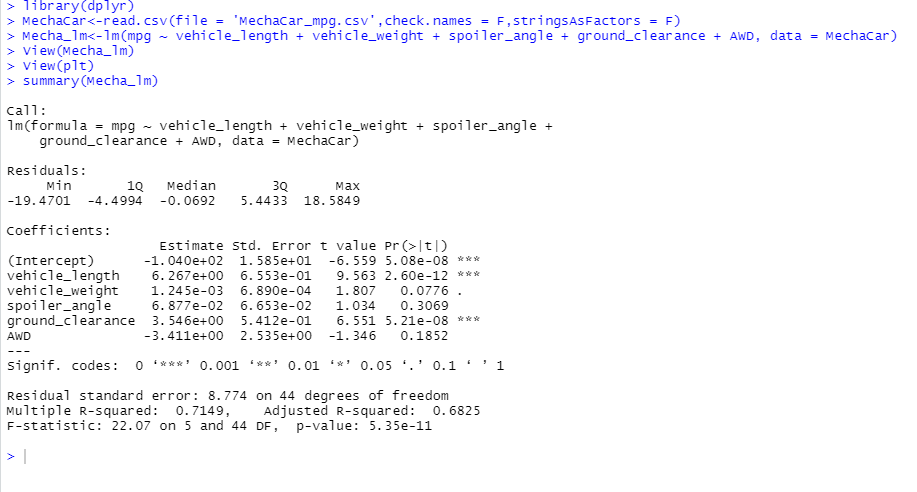 > library(dplyr)
> MechaCar<-read.csv(file = 'MechaCar_mpg.csv',check.names = F,stringsAsFactors = F)
> Mecha_lm<-lm(mpg ~ vehicle_length + vehicle_weight + spoiler_angle + ground_clearance + AWD, data = MechaCar)
> View(Mecha_lm)
> View(plt)
> summary(Mecha_lm)

Call:
lm(formula = mpg ~ vehicle_length + vehicle_weight + spoiler_angle +
    ground_clearance + AWD, data = MechaCar)

Residuals:
     Min       1Q   Median       3Q      Max
-19.4701  -4.4994  -0.0692   5.4433  18.5849

Coefficients:
                   Estimate Std. Error t value Pr(>|t|)
(Intercept)      -1.040e+02  1.585e+01  -6.559 5.08e-08 ***
vehicle_length    6.267e+00  6.553e-01   9.563 2.60e-12 ***
vehicle_weight    1.245e-03  6.890e-04   1.807   0.0776 .
spoiler_angle     6.877e-02  6.653e-02   1.034   0.3069
ground_clearance  3.546e+00  5.412e-01   6.551 5.21e-08 ***
AWD              -3.411e+00  2.535e+00  -1.346   0.1852
---
Signif. codes:  0 ‘***’ 0.001 ‘**’ 0.01 ‘*’ 0.05 ‘.’ 0.1 ‘ ’ 1

Residual standard error: 8.774 on 44 degrees of freedom
Multiple R-squared:  0.7149,    Adjusted R-squared:  0.6825
F-statistic: 22.07 on 5 and 44 DF,  p-value: 5.35e-11

>